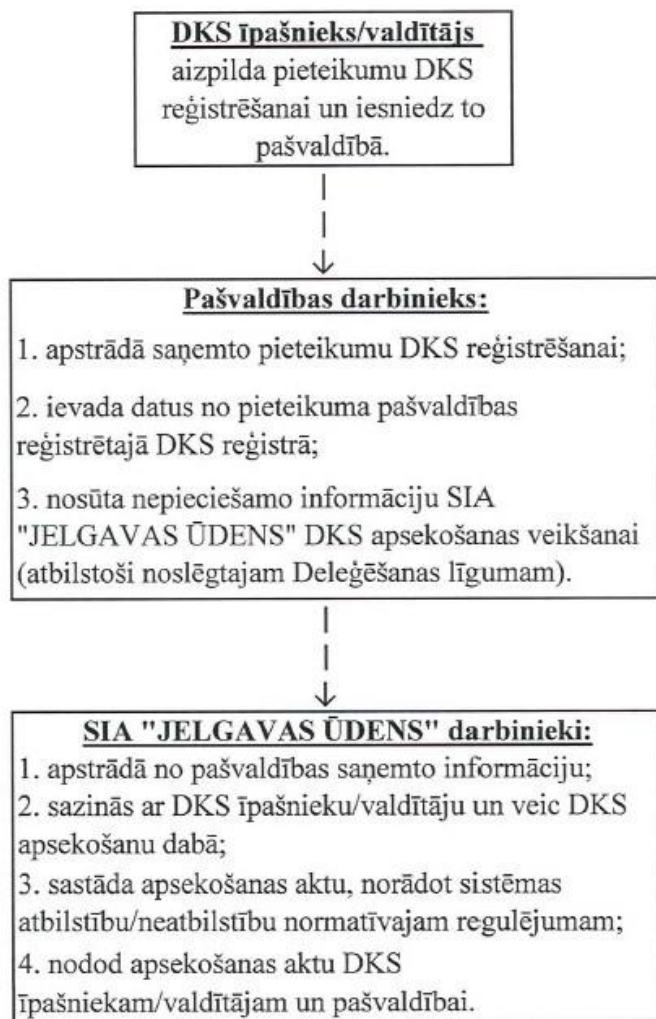 DKS īpašnieks/valdītājs
aizpilda pieteikumu DKS
reģistrēšanai un iesniedz to
pašvaldībā.
Pašvaldības darbinieks:
1. apstrādā saņemto pieteikumu DKS reģistrēšanai;
2. ievada datus no pieteikuma pašvaldības
reģistrētajā DKS reģistrā;
3. nosūta nepieciešamo informāciju SIA
"JELGAVAS ŪDENS" DKS apsekošanas veikšanai
(atbilstoši noslēgtajam Deleģēšanas līgumam).
SIA "JELGAVAS ŪDENS" darbinieki:
1. apstrādā no pašvaldības saņemto informāciju;
2. sazinās ar DKS īpašnieku/valdītāju un veic DKS
apsekošanu dabā;
3. sastāda apsekošanas aktu, norādot sistēmas
atbilstību/neatbilstību normatīvajam regulējumam;
4. nodod apsekošanas aktu DKS
īpašniekam/valdītājam un pašvaldībai.